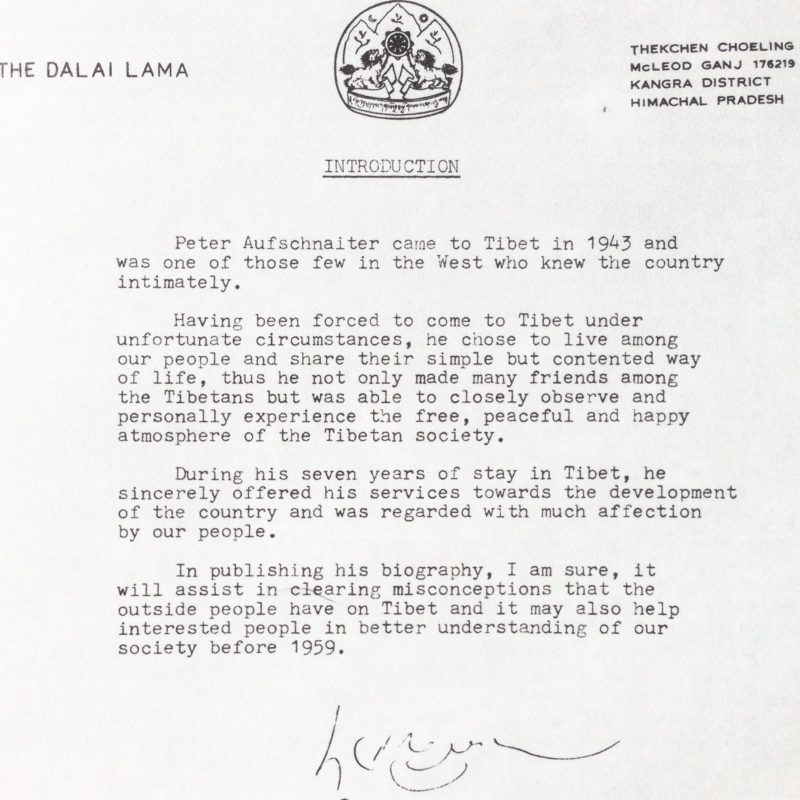 THE DALAI LAMA
THEKCHEN CHOELING
McLEOD GANJ 176219
KANGRA DISTRICT
HIMACHAL PRADESH
INTRODUCTION
Peter Aufschnaiter came to Tibet in 1943 and
was one of those few in the West who knew the country
intimately.
Having been forced to come to Tibet under
unfortunate circumstances, he chose to live among
our people and share their simple but contented way
of life, thus he not only made many friends among
the Tibetans but was able to closely observe and
personally experience the free, peaceful and happy
atmosphere of the Tibetan society.
During his seven years of stay in Tibet, he
sincerely offered his services towards the development
of the country and was regarded with much affection
by our people.
In publishing his biography, I am sure, it
will assist in clearing misconceptions that the
outside people have on Tibet and it may also help
interested people in better understanding of our
society before 1959.